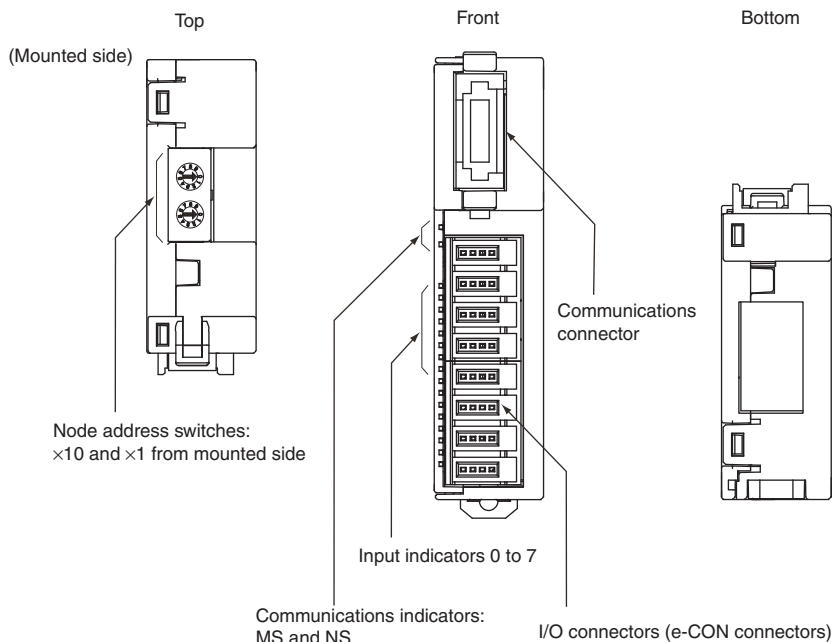 Top
Front
Bottom
(Mounted side)
Communications
connector
Node address switches:
×10 and ×1 from mounted side
Input indicators 0 to 7
Communications indicators:
MS and NS
I/O connectors (e-CON connectors)